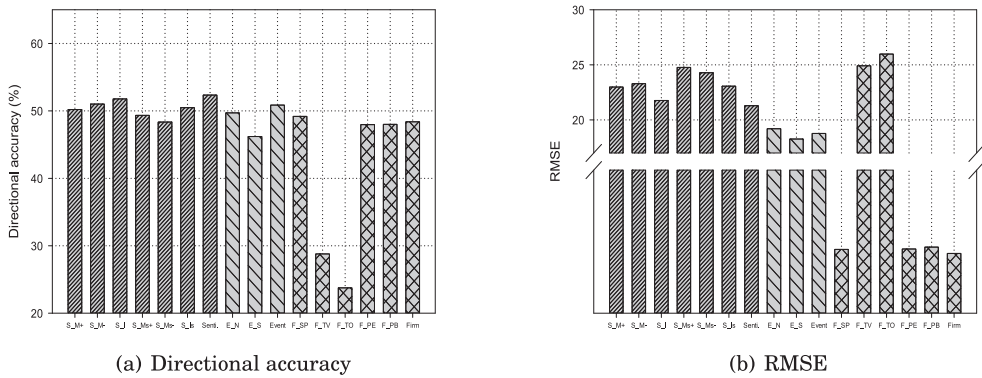 60
50
40
30
20
Directional accuracy (%)
S_M+ S_M- S_I S_Ms+ S_Ms- S_Is Senti. E_N E_S Event F_SP F_TV F_TO F_PE F_PB Firm
(a) Directional accuracy
30
25
20
RMSE
S_M+ S_M- S_I S_Ms+ S_Ms- S_Is Senti. E_N E_S Event F_SP F_TV F_TO F_PE F_PB Firm
(b) RMSE